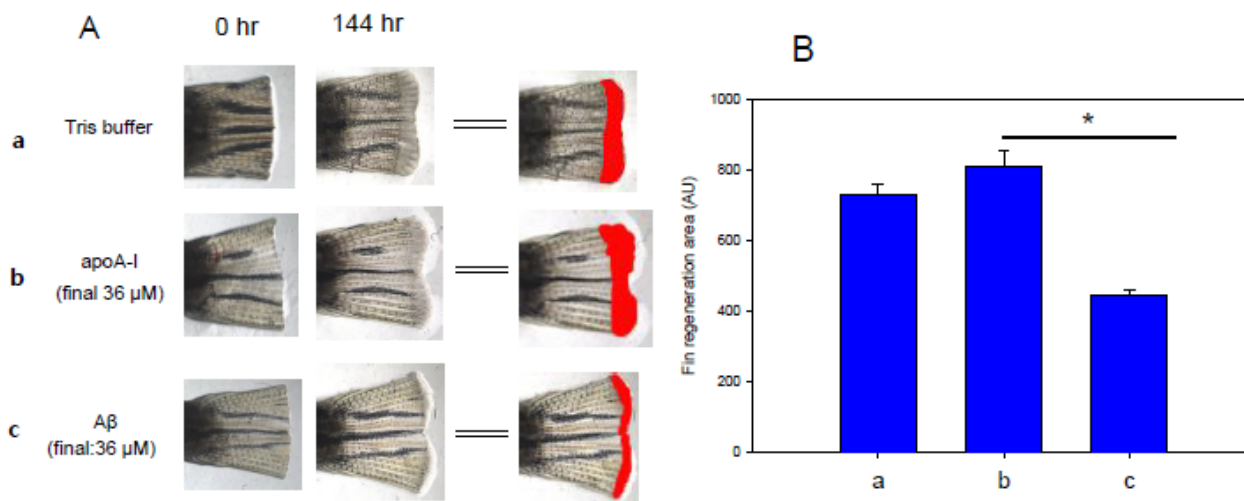 A
0 hr
144 hr
a
Tris buffer
b
apoA-I
(final 36 µM)
c
Aβ
(final:36 µM)
B
Fin regeneration area (AU)
1000
800
600
400
200
0
*
a
b
c